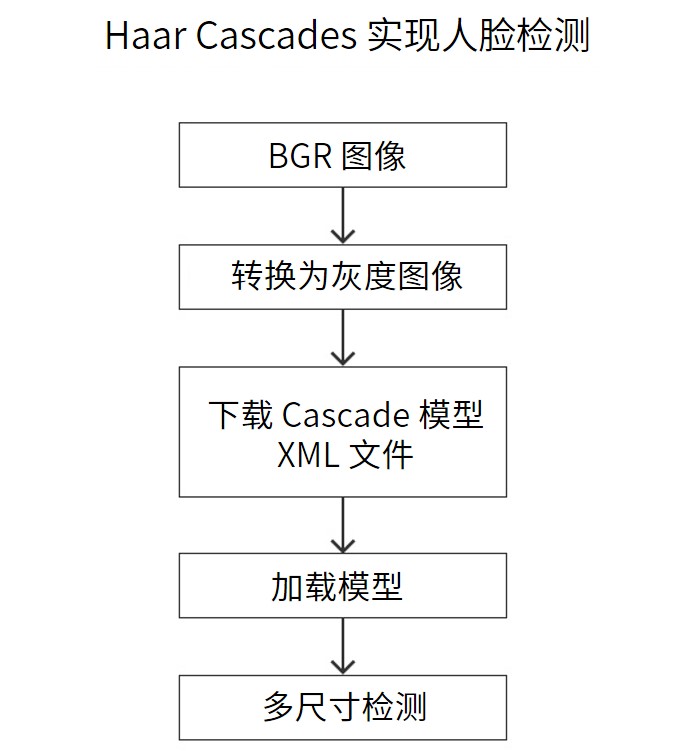 Haar Cascades 实现人脸检测
BGR 图像
转换为灰度图像
下载 Cascade 模型
XML 文件
加载模型
多尺寸检测